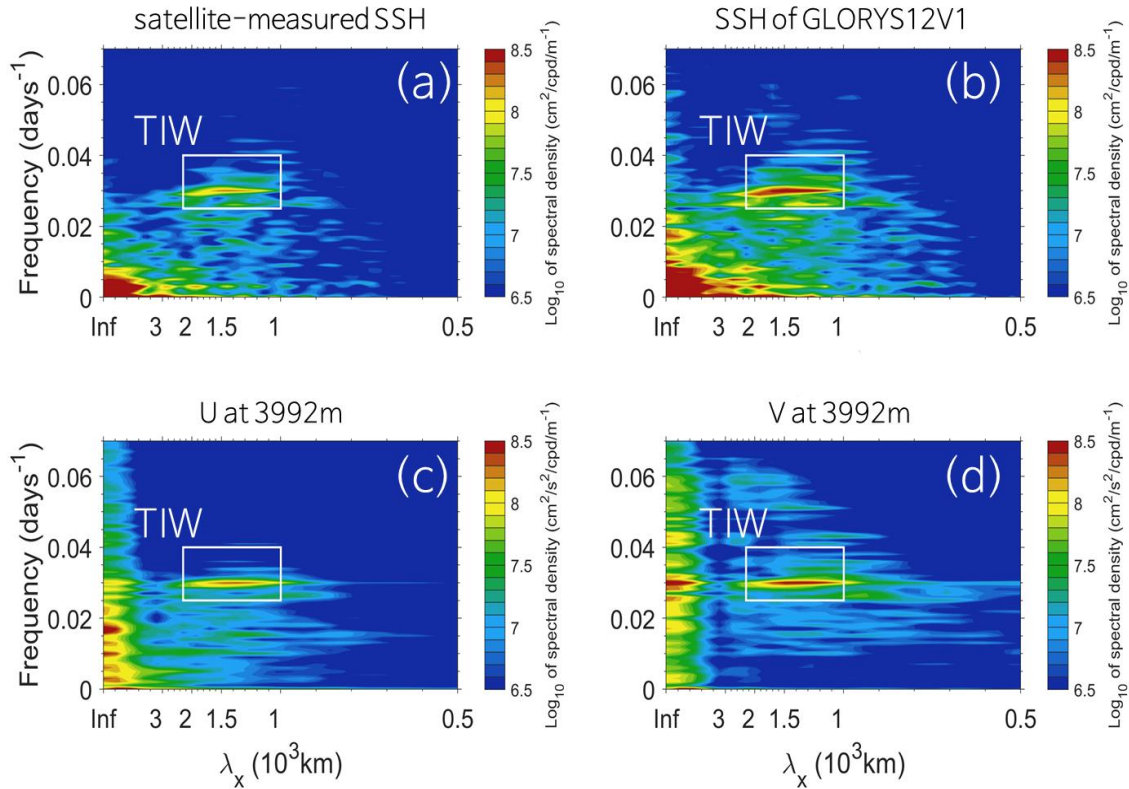 satellite-measured SSH
SSH of GLORYS12V1
(a)
TIW
Frequency (days⁻¹)
0.06
0.04
0.02
0
Inf 3 2 1.5 1 0.5
8.5
8
7.5
7
6.5
Log₁₀ of spectral density (cm²/cpd/m⁻¹)
(b)
TIW
0.06
0.04
0.02
0
Inf 3 2 1.5 1 0.5
8.5
8
7.5
7
6.5
Log₁₀ of spectral density (cm²/cpd/m⁻¹)
U at 3992m
V at 3992m
(c)
TIW
Frequency (days⁻¹)
0.06
0.04
0.02
0
Inf 3 2 1.5 1 0.5
λₓ (10³km)
8.5
8
7.5
7
6.5
Log₁₀ of spectral density (cm²/s²/cpd/m⁻¹)
(d)
TIW
0.06
0.04
0.02
0
Inf 3 2 1.5 1 0.5
λₓ (10³km)
8.5
8
7.5
7
6.5
Log₁₀ of spectral density (cm²/s²/cpd/m⁻¹)